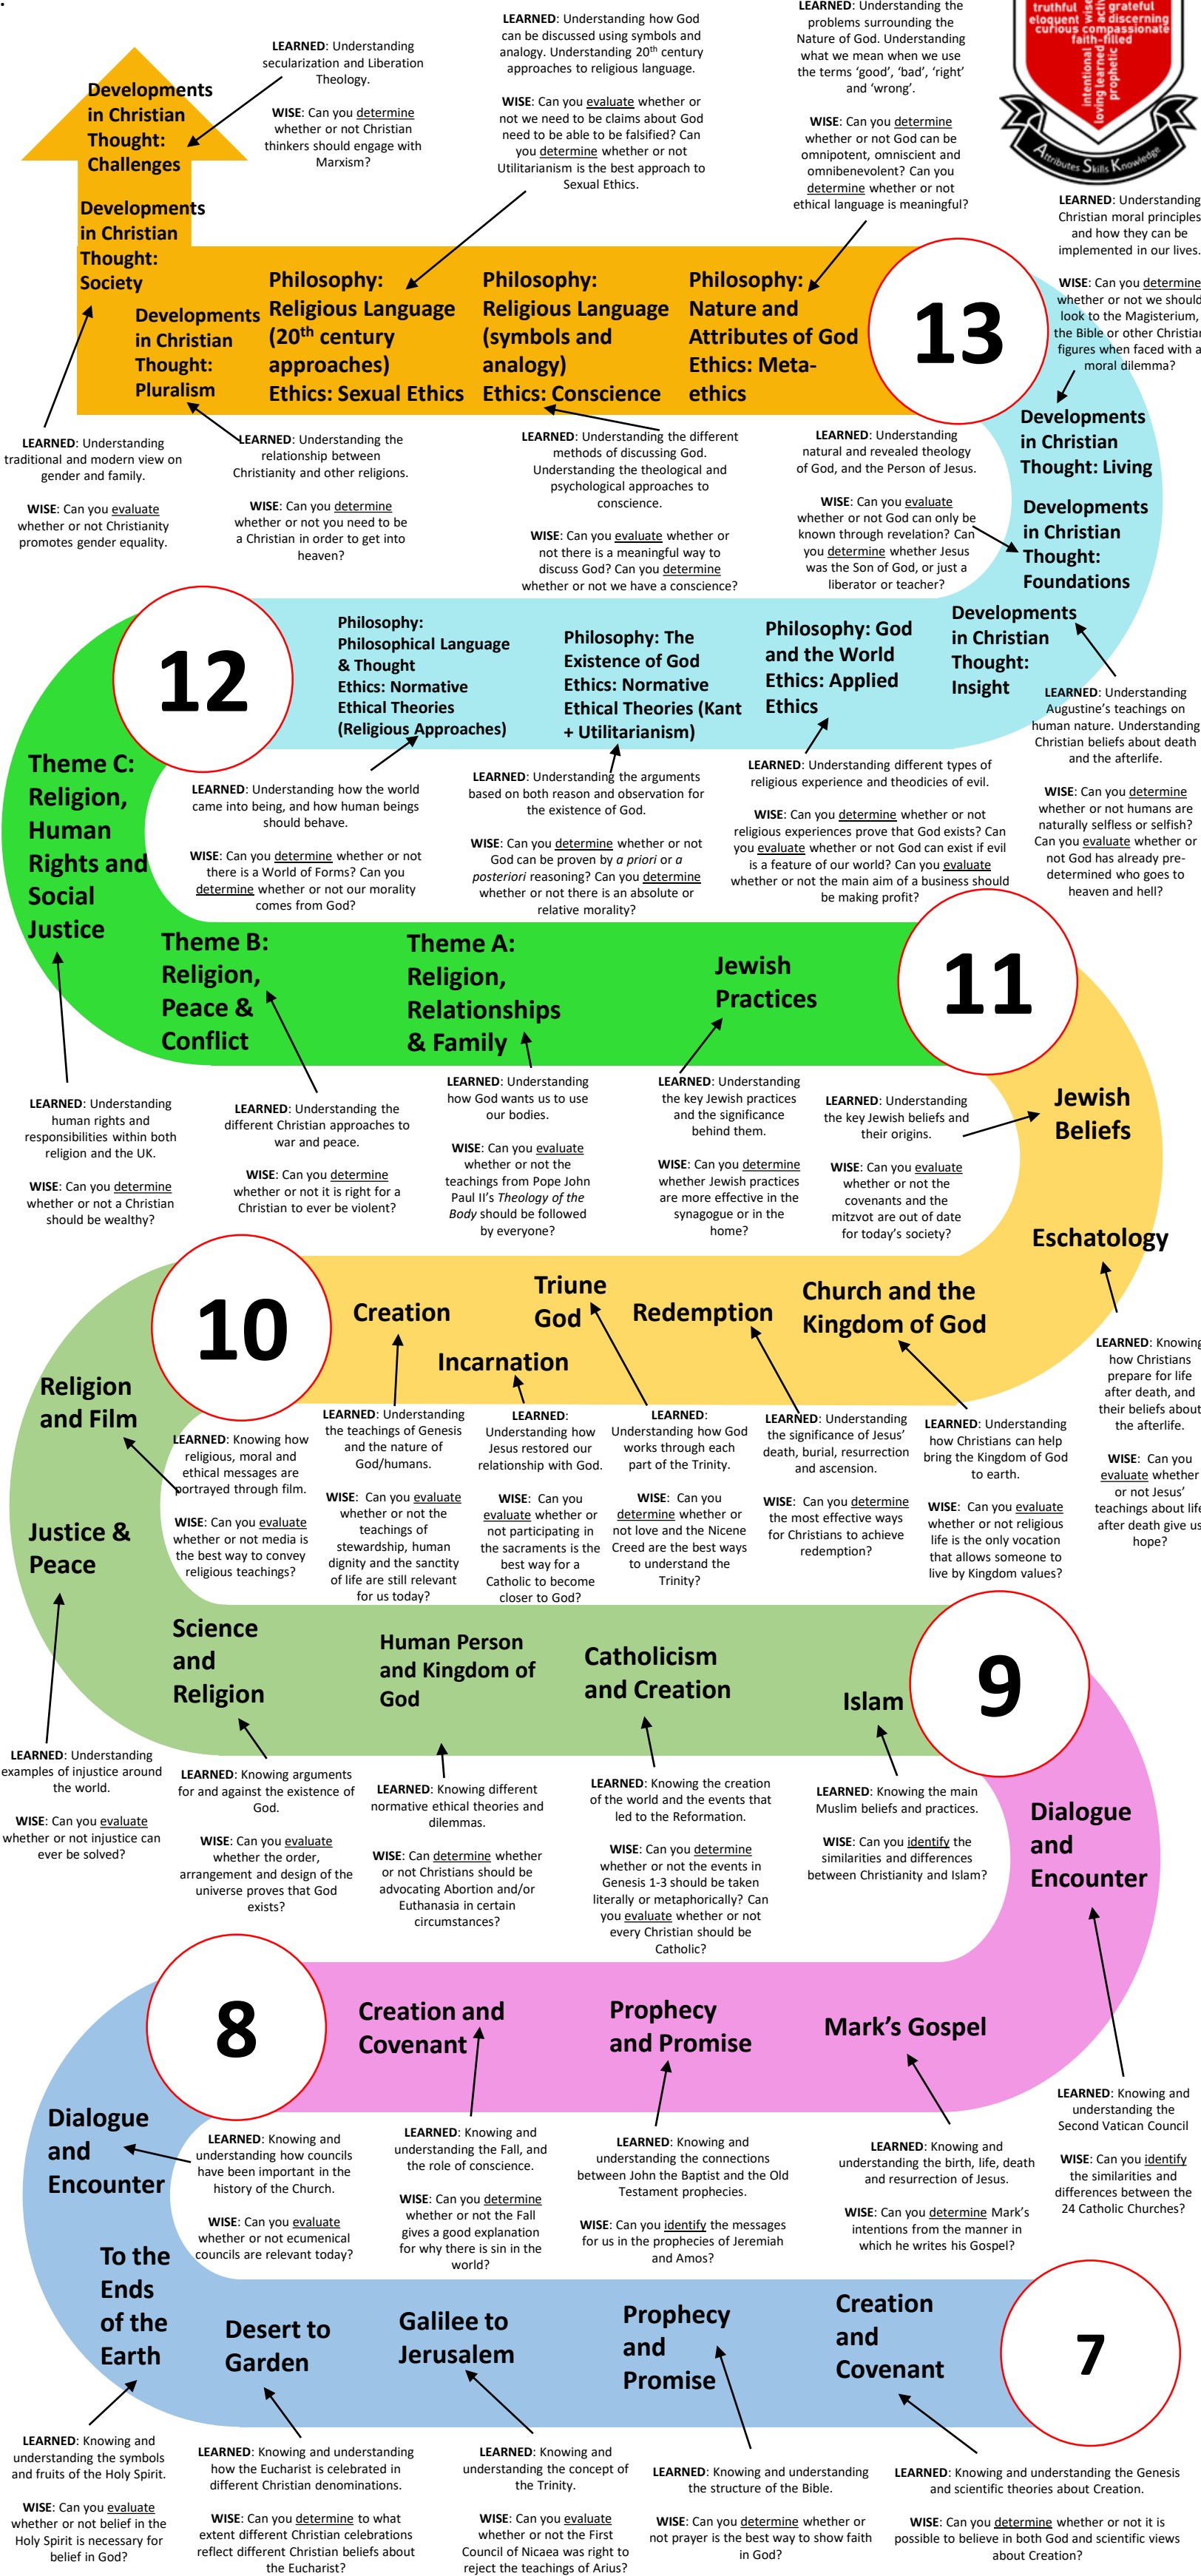 .
truthful
eloquent
curious
wise
active
grateful
discerning
compassionate
faith-filled
intentional
loving
learned
prophetic
Attributes Skills Knowledge
LEARNED: Understanding
secularization and Liberation
Theology.
WISE: Can you determine
whether or not Christian
thinkers should engage with
Marxism?
LEARNED: Understanding how God
can be discussed using symbols and
analogy. Understanding 20th century
approaches to religious language.
WISE: Can you evaluate whether or
not we need to be claims about God
need to be able to be falsified? Can
you determine whether or not
Utilitarianism is the best approach to
Sexual Ethics.
LEARNED: Understanding the
problems surrounding the
Nature of God. Understanding
what we mean when we use
the terms ‘good’, ‘bad’, ‘right’
and ‘wrong’.
WISE: Can you determine
whether or not God can be
omnipotent, omniscient and
omnibenevolent? Can you
determine whether or not
ethical language is meaningful?
LEARNED: Understanding
Christian moral principles
and how they can be
implemented in our lives.
WISE: Can you determine
whether or not we should
look to the Magisterium,
the Bible or other Christian
figures when faced with a
moral dilemma?
Developments
in Christian
Thought:
Challenges
Developments
in Christian
Thought:
Society
Developments
in Christian
Thought:
Pluralism
Philosophy:
Religious Language
(20th century
approaches)
Ethics: Sexual Ethics
Philosophy:
Religious Language
(symbols and
analogy)
Ethics: Conscience
Philosophy:
Nature and
Attributes of God
Ethics: Meta-
ethics
13
Developments
in Christian
Thought: Living
Developments
in Christian
Thought:
Foundations
LEARNED: Understanding
traditional and modern view on
gender and family.
WISE: Can you evaluate
whether or not Christianity
promotes gender equality.
LEARNED: Understanding the
relationship between
Christianity and other religions.
WISE: Can you determine
whether or not you need to be
a Christian in order to get into
heaven?
LEARNED: Understanding the different
methods of discussing God.
Understanding the theological and
psychological approaches to
conscience.
WISE: Can you evaluate whether or
not there is a meaningful way to
discuss God? Can you determine
whether or not we have a conscience?
LEARNED: Understanding
natural and revealed theology
of God, and the Person of Jesus.
WISE: Can you evaluate
whether or not God can only be
known through revelation? Can
you determine whether Jesus
was the Son of God, or just a
liberator or teacher?
12
Philosophy:
Philosophical Language
& Thought
Ethics: Normative
Ethical Theories
(Religious Approaches)
Philosophy: The
Existence of God
Ethics: Normative
Ethical Theories (Kant
+ Utilitarianism)
Philosophy: God
and the World
Ethics: Applied
Ethics
Developments
in Christian
Thought:
Insight
LEARNED: Understanding
Augustine’s teachings on
human nature. Understanding
Christian beliefs about death
and the afterlife.
WISE: Can you determine
whether or not humans are
naturally selfless or selfish?
Can you evaluate whether or
not God has already pre-
determined who goes to
heaven and hell?
LEARNED: Understanding how the world
came into being, and how human beings
should behave.
WISE: Can you determine whether or not
there is a World of Forms? Can you
determine whether or not our morality
comes from God?
LEARNED: Understanding the arguments
based on both reason and observation for
the existence of God.
WISE: Can you determine whether or not
God can be proven by a priori or a
posteriori reasoning? Can you determine
whether or not there is an absolute or
relative morality?
LEARNED: Understanding different types of
religious experience and theodicies of evil.
WISE: Can you determine whether or not
religious experiences prove that God exists? Can
you evaluate whether or not God can exist if evil
is a feature of our world? Can you evaluate
whether or not the main aim of a business should
be making profit?
Theme C:
Religion,
Human
Rights and
Social
Justice
Theme B:
Religion,
Peace &
Conflict
Theme A:
Religion,
Relationships
& Family
Jewish
Practices
11
Jewish
Beliefs
Eschatology
LEARNED: Understanding
human rights and
responsibilities within both
religion and the UK.
WISE: Can you determine
whether or not a Christian
should be wealthy?
LEARNED: Understanding the
different Christian approaches to
war and peace.
WISE: Can you determine
whether or not it is right for a
Christian to ever be violent?
LEARNED: Understanding
how God wants us to use
our bodies.
WISE: Can you evaluate
whether or not the
teachings from Pope John
Paul II’s Theology of the
Body should be followed
by everyone?
LEARNED: Understanding
the key Jewish practices
and the significance
behind them.
WISE: Can you determine
whether Jewish practices
are more effective in the
synagogue or in the
home?
LEARNED: Understanding
the key Jewish beliefs and
their origins.
WISE: Can you evaluate
whether or not the
covenants and the
mitzvot are out of date
for today’s society?
10
Creation
Incarnation
Triune
God
Redemption
Church and the
Kingdom of God
LEARNED: Knowing
how Christians
prepare for life
after death, and
their beliefs about
the afterlife.
WISE: Can you
evaluate whether
or not Jesus’
teachings about life
after death give us
hope?
Religion
and Film
LEARNED: Knowing how
religious, moral and
ethical messages are
portrayed through film.
WISE: Can you evaluate
whether or not media is
the best way to convey
religious teachings?
LEARNED: Understanding
the teachings of Genesis
and the nature of
God/humans.
WISE: Can you evaluate
whether or not the
teachings of
stewardship, human
dignity and the sanctity
of life are still relevant
for us today?
LEARNED:
Understanding how
Jesus restored our
relationship with God.
WISE: Can you
evaluate whether or
not participating in
the sacraments is the
best way for a
Catholic to become
closer to God?
LEARNED:
Understanding how God
works through each
part of the Trinity.
WISE: Can you
determine whether or
not love and the Nicene
Creed are the best ways
to understand the
Trinity?
LEARNED: Understanding
the significance of Jesus’
death, burial, resurrection
and ascension.
WISE: Can you determine
the most effective ways
for Christians to achieve
redemption?
LEARNED: Understanding
how Christians can help
bring the Kingdom of God
to earth.
WISE: Can you evaluate
whether or not religious
life is the only vocation
that allows someone to
live by Kingdom values?
Justice &
Peace
Science
and
Religion
Human Person
and Kingdom of
God
Catholicism
and Creation
Islam
9
LEARNED: Understanding
examples of injustice around
the world.
WISE: Can you evaluate
whether or not injustice can
ever be solved?
LEARNED: Knowing arguments
for and against the existence of
God.
WISE: Can you evaluate
whether the order,
arrangement and design of the
universe proves that God
exists?
LEARNED: Knowing different
normative ethical theories and
dilemmas.
WISE: Can determine whether
or not Christians should be
advocating Abortion and/or
Euthanasia in certain
circumstances?
LEARNED: Knowing the creation
of the world and the events that
led to the Reformation.
WISE: Can you determine
whether or not the events in
Genesis 1-3 should be taken
literally or metaphorically? Can
you evaluate whether or not
every Christian should be
Catholic?
LEARNED: Knowing the main
Muslim beliefs and practices.
WISE: Can you identify the
similarities and differences
between Christianity and Islam?
Dialogue
and
Encounter
8
Creation and
Covenant
Prophecy
and Promise
Mark’s Gospel
LEARNED: Knowing and
understanding the
Second Vatican Council
WISE: Can you identify
the similarities and
differences between the
24 Catholic Churches?
Dialogue
and
Encounter
LEARNED: Knowing and
understanding how councils
have been important in the
history of the Church.
WISE: Can you evaluate
whether or not ecumenical
councils are relevant today?
LEARNED: Knowing and
understanding the Fall, and
the role of conscience.
WISE: Can you determine
whether or not the Fall
gives a good explanation
for why there is sin in the
world?
LEARNED: Knowing and
understanding the connections
between John the Baptist and the Old
Testament prophecies.
WISE: Can you identify the messages
for us in the prophecies of Jeremiah
and Amos?
LEARNED: Knowing and
understanding the birth, life, death
and resurrection of Jesus.
WISE: Can you determine Mark’s
intentions from the manner in
which he writes his Gospel?
To the
Ends
of the
Earth
Desert to
Garden
Galilee to
Jerusalem
Prophecy
and
Promise
Creation
and
Covenant
7
LEARNED: Knowing and
understanding the symbols
and fruits of the Holy Spirit.
WISE: Can you evaluate
whether or not belief in the
Holy Spirit is necessary for
belief in God?
LEARNED: Knowing and understanding
how the Eucharist is celebrated in
different Christian denominations.
WISE: Can you determine to what
extent different Christian celebrations
reflect different Christian beliefs about
the Eucharist?
LEARNED: Knowing and
understanding the concept of
the Trinity.
WISE: Can you evaluate
whether or not the First
Council of Nicaea was right to
reject the teachings of Arius?
LEARNED: Knowing and understanding
the structure of the Bible.
WISE: Can you determine whether or
not prayer is the best way to show faith
in God?
LEARNED: Knowing and understanding the Genesis
and scientific theories about Creation.
WISE: Can you determine whether or not it is
possible to believe in both God and scientific views
about Creation?